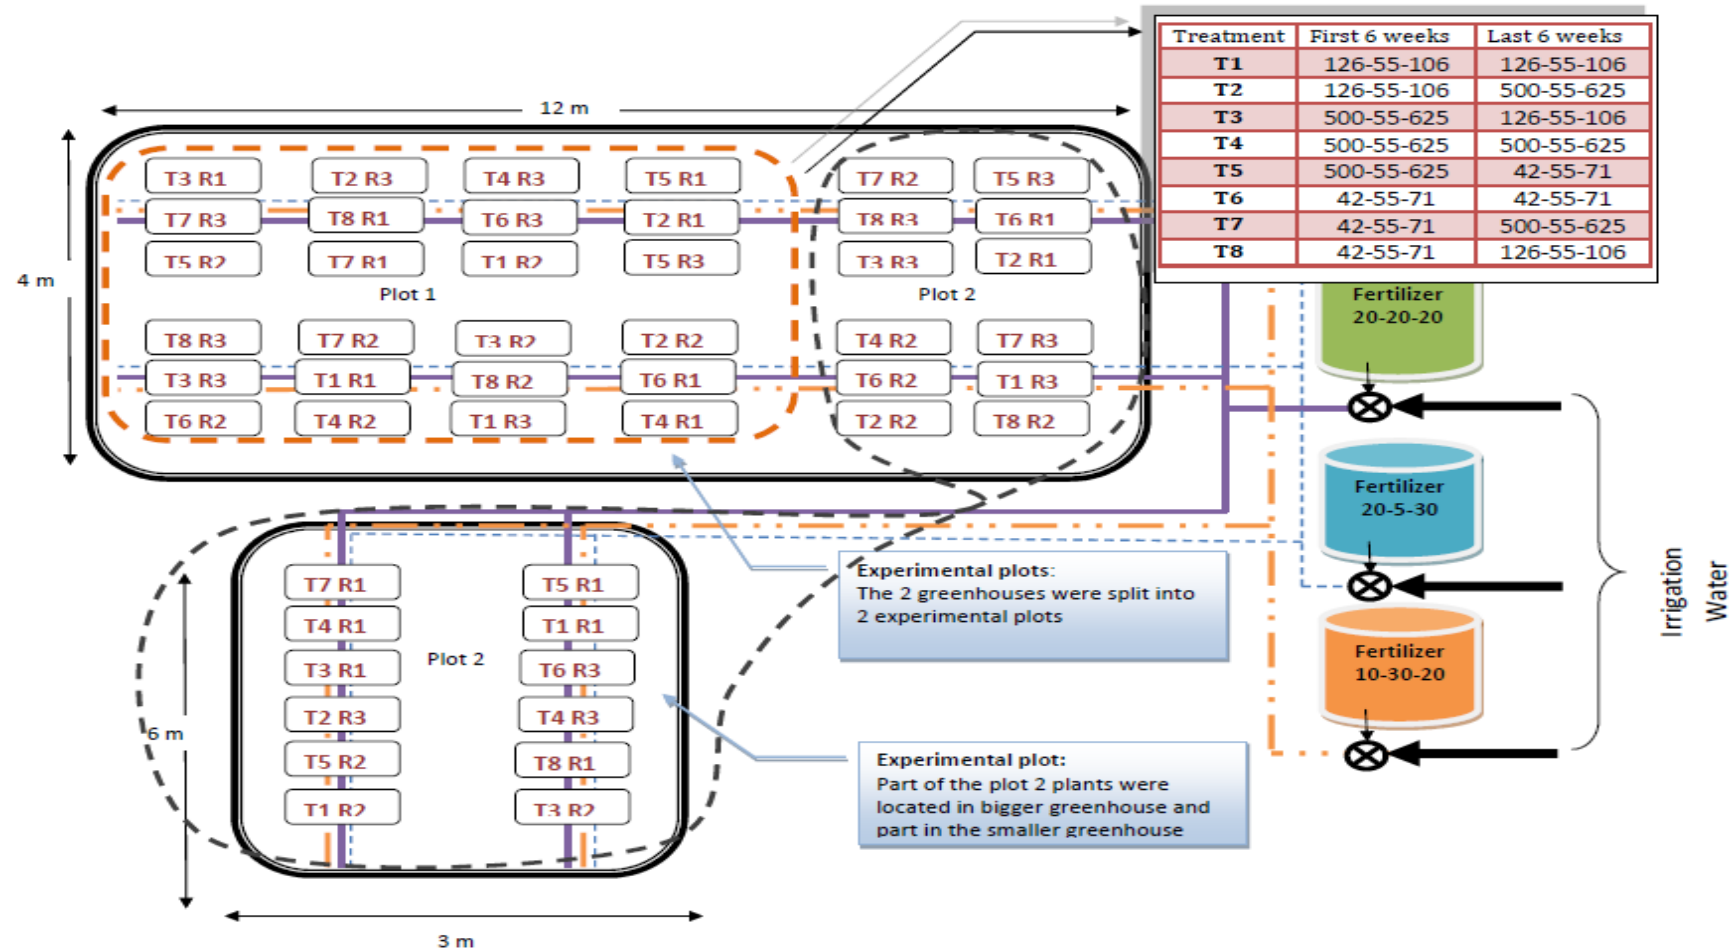 Treatment First 6 weeks Last 6 weeks
T1 126-55-106 126-55-106
T2 126-55-106 500-55-625
T3 500-55-625 126-55-106
T4 500-55-625 500-55-625
T5 500-55-625 42-55-71
T6 42-55-71 42-55-71
T7 42-55-71 500-55-625
T8 42-55-71 126-55-106
12 m
T3 R1 T2 R3 T4 R3 T5 R1 T7 R2 T5 R3
T7 R3 T8 R1 T6 R3 T2 R1 T8 R3 T6 R1
T5 R2 T7 R1 T1 R2 T5 R3 T3 R3 T2 R1
4 m
Plot 1 Plot 2
T8 R3 T7 R2 T3 R2 T2 R2 T4 R2 T7 R3
T3 R3 T1 R1 T8 R2 T6 R1 T6 R2 T1 R3
T6 R2 T4 R2 T1 R3 T4 R1 T2 R2 T8 R2
Fertilizer
20-20-20
Fertilizer
20-5-30
Fertilizer
10-30-20
Irrigation
Water
Experimental plots:
The 2 greenhouses were split into
2 experimental plots
T7 R1 T5 R1
T4 R1 T1 R1
Plot 2
T3 R1 T6 R3
T2 R3 T4 R3
6 m
T5 R2 T8 R1
T1 R2 T3 R2
3 m
Experimental plot:
Part of the plot 2 plants were
located in bigger greenhouse and
part in the smaller greenhouse